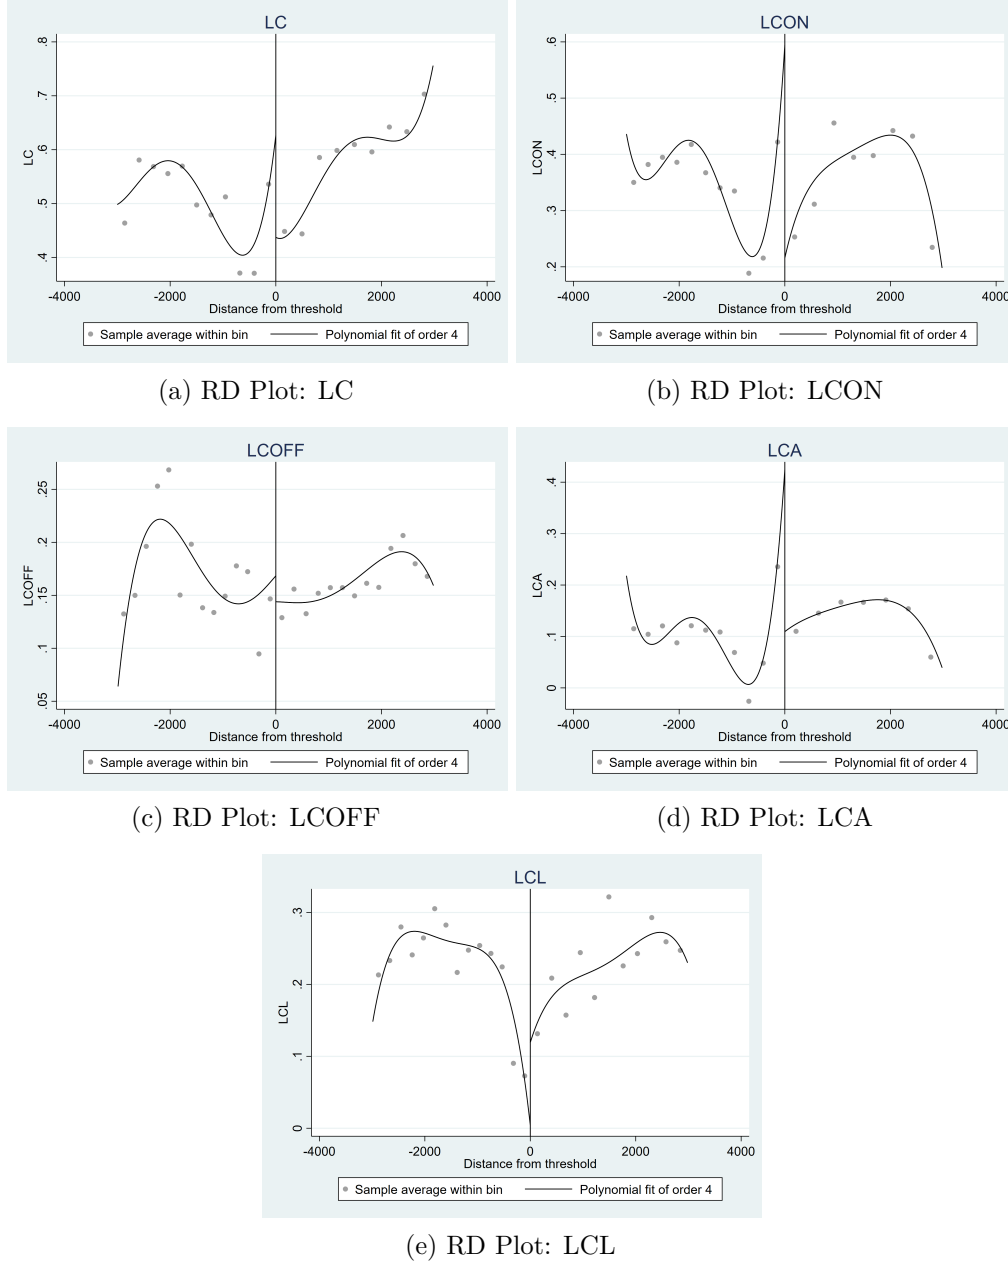 LC
LC
.4 .5 .6 .7 .8
-4000 -2000 0 2000 4000
Distance from threshold
Sample average within bin Polynomial fit of order 4
(a) RD Plot: LC
LCON
LCON
.2 .3 .4 .5 .6
-4000 -2000 0 2000 4000
Distance from threshold
Sample average within bin Polynomial fit of order 4
(b) RD Plot: LCON
LCOFF
LCOFF
.05 .1 .15 .2 .25
-4000 -2000 0 2000 4000
Distance from threshold
Sample average within bin Polynomial fit of order 4
(c) RD Plot: LCOFF
LCA
LCA
0 .1 .2 .3 .4
-4000 -2000 0 2000 4000
Distance from threshold
Sample average within bin Polynomial fit of order 4
(d) RD Plot: LCA
LCL
LCL
0 .1 .2 .3
-4000 -2000 0 2000 4000
Distance from threshold
Sample average within bin Polynomial fit of order 4
(e) RD Plot: LCL